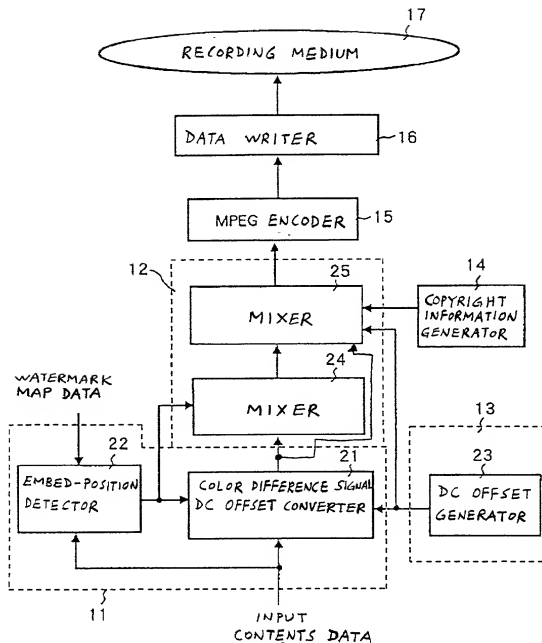 17
RECORDING MEDIUM
DATA WRITER
16
MPEG ENCODER
15
12
25
MIXER
14
COPYRIGHT
INFORMATION
GENERATOR
24
MIXER
WATERMARK
MAP DATA
22
EMBED-POSITION
DETECTOR
21
COLOR DIFFERENCE SIGNAL
DC OFFSET CONVERTER
13
23
DC OFFSET
GENERATOR
11
INPUT
CONTENTS DATA